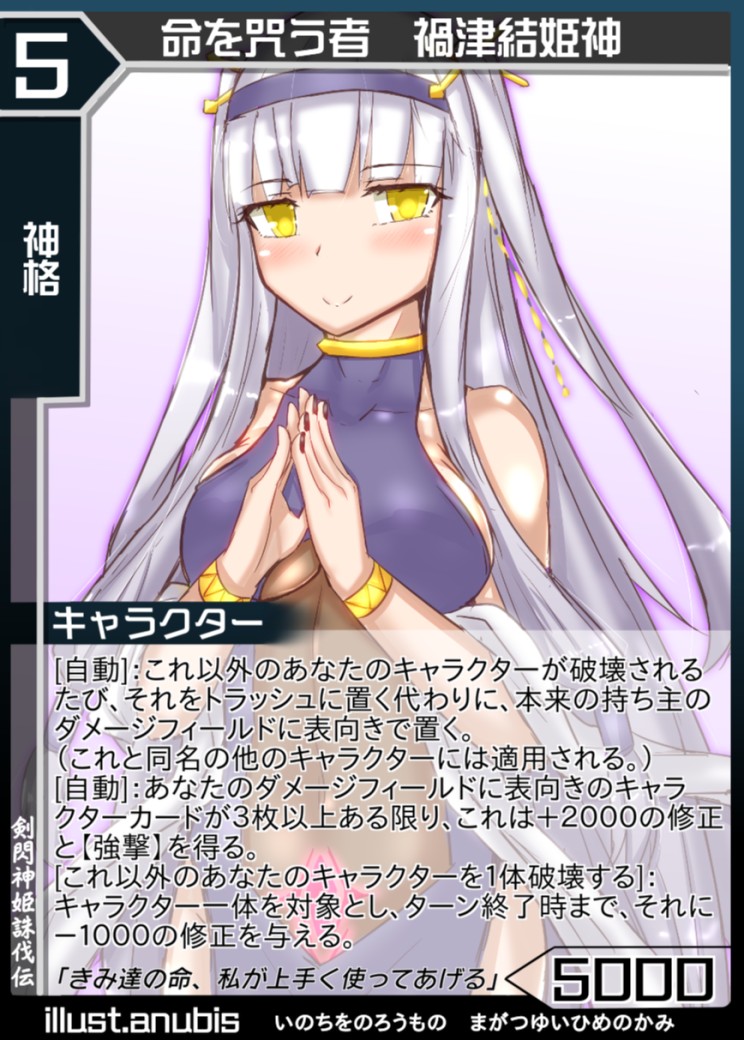 5
命を呪う者　禍津結姫神
神格
キャラクター
[自動]：これ以外のあなたのキャラクターが破壊される
たび、それをトラッシュに置く代わりに、本来の持ち主の
ダメージフィールドに表向きで置く。
（これと同名の他のキャラクターには適用される。）
[自動]：あなたのダメージフィールドに表向きのキャラ
クターカードが3枚以上ある限り、これは＋2000の修正
と【強撃】を得る。
[これ以外のあなたのキャラクターを1体破壊する]：
キャラクター一体を対象とし、ターン終了時まで、それに
－1000の修正を与える。
「きみ達の命、私が上手く使ってあげる」
5000
剣閃神姫誅伐伝
illust.anubis
いのちをのろうもの　まがつゆいひめのかみ